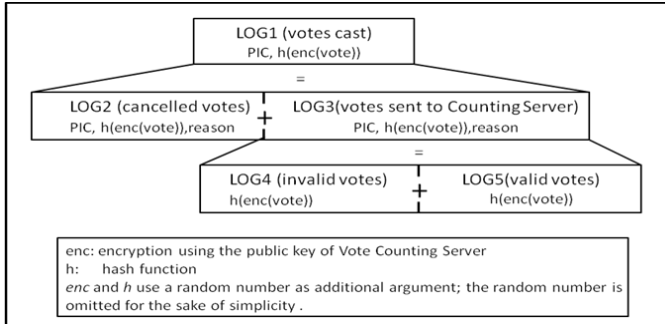 LOG1 (votes cast)
PIC, h(enc(vote))
=
LOG2 (cancelled votes) + LOG3(votes sent to Counting Server)
PIC, h(enc(vote)),reason PIC, h(enc(vote)),reason
=
LOG4 (invalid votes) + LOG5(valid votes)
h(enc(vote)) h(enc(vote))
enc: encryption using the public key of Vote Counting Server
h: hash function
enc and h use a random number as additional argument; the random number is
omitted for the sake of simplicity .